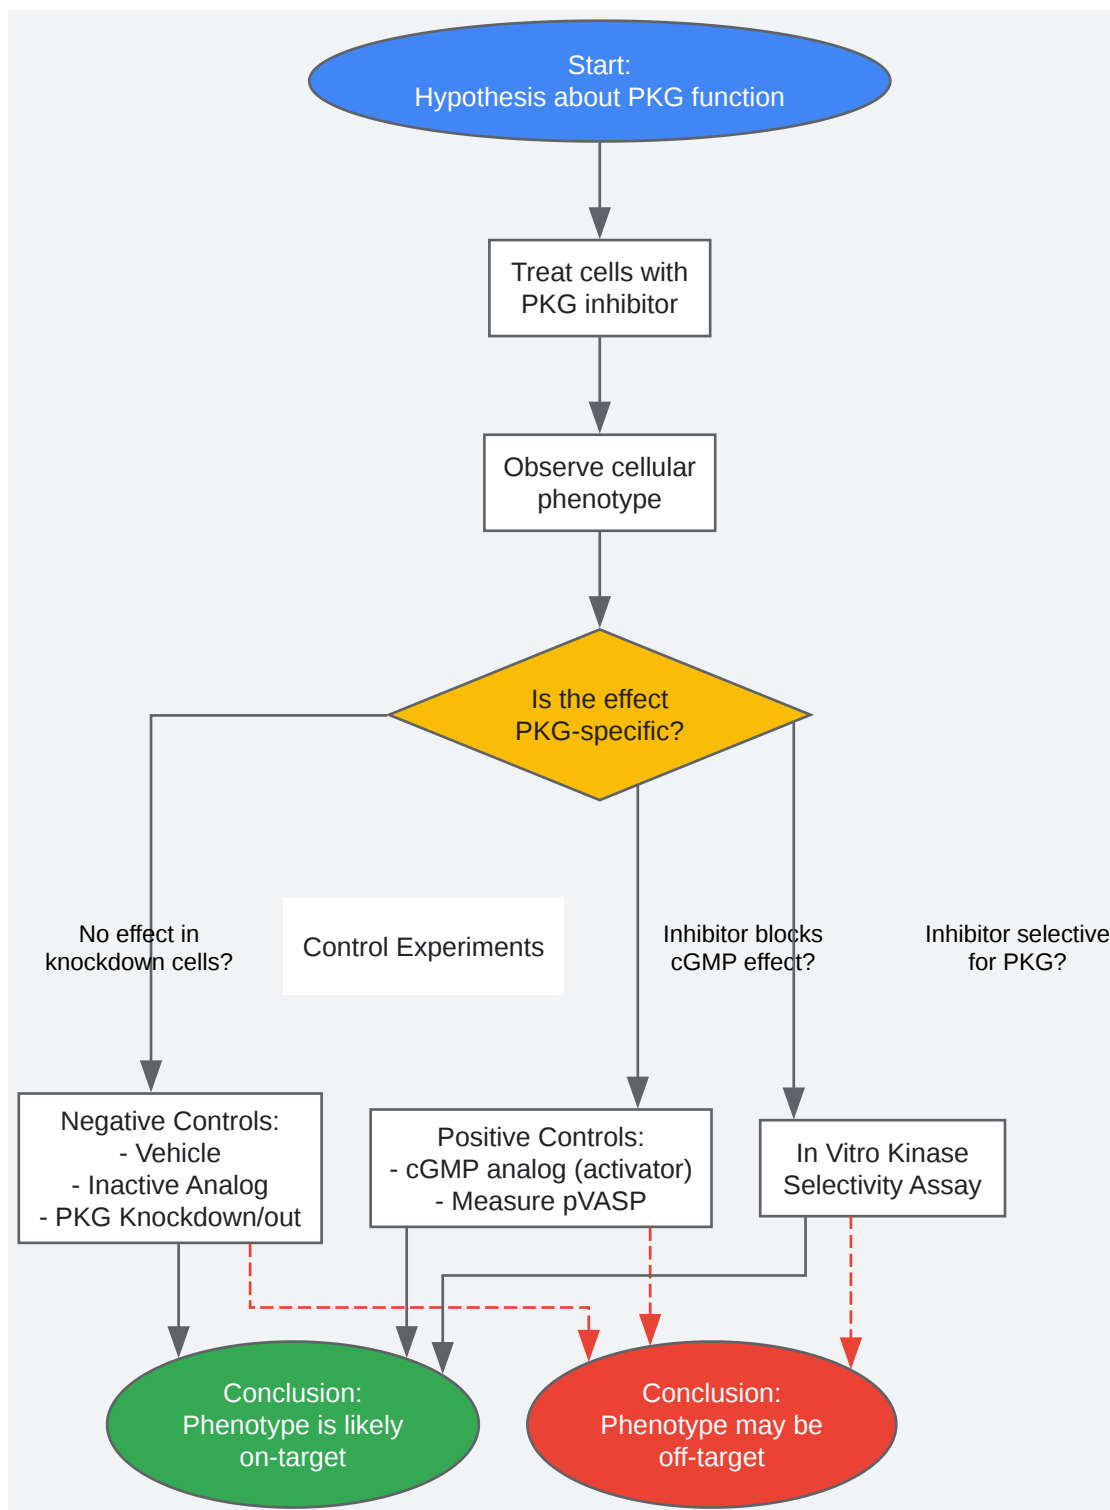 Start:
Hypothesis about PKG function
Treat cells with
PKG inhibitor
Observe cellular
phenotype
Is the effect
PKG-specific?
No effect in
knockdown cells?
Control Experiments
Inhibitor blocks
cGMP effect?
Inhibitor selective
for PKG?
Negative Controls:
- Vehicle
- Inactive Analog
- PKG Knockdown/out
Positive Controls:
- cGMP analog (activator)
- Measure pVASP
In Vitro Kinase
Selectivity Assay
Conclusion:
Phenotype is likely
on-target
Conclusion:
Phenotype may be
off-target